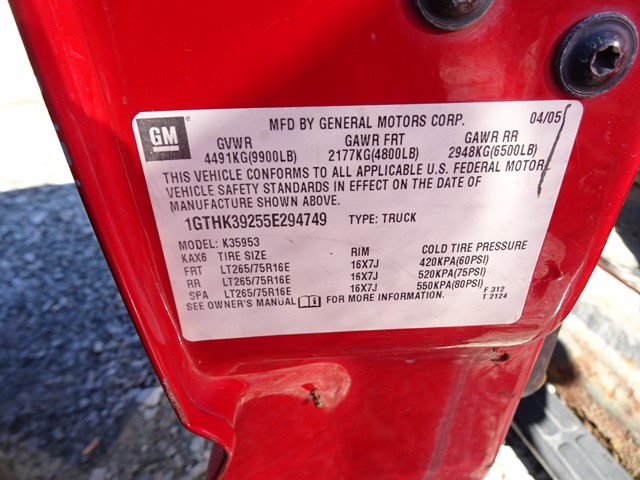 GM
MFD BY GENERAL MOTORS CORP. 04/05
GVWR GAWR FRT GAWR RR
4491KG(9900LB) 2177KG(4800LB) 2948KG(6500LB)
THIS VEHICLE CONFORMS TO ALL APPLICABLE U.S. FEDERAL MOTOR
VEHICLE SAFETY STANDARDS IN EFFECT ON THE DATE OF
MANUFACTURE SHOWN ABOVE.
1GTHK39255E294749 TYPE: TRUCK
MODEL: K35953
KAX6 TIRE SIZE RIM COLD TIRE PRESSURE
FRT LT265/75R16E 16X7J 420KPA(60PSI)
RR LT265/75R16E 16X7J 520KPA(75PSI)
SPA LT265/75R16E 16X7J 550KPA(80PSI)
SEE OWNER'S MANUAL FOR MORE INFORMATION.
F 312
T 2124